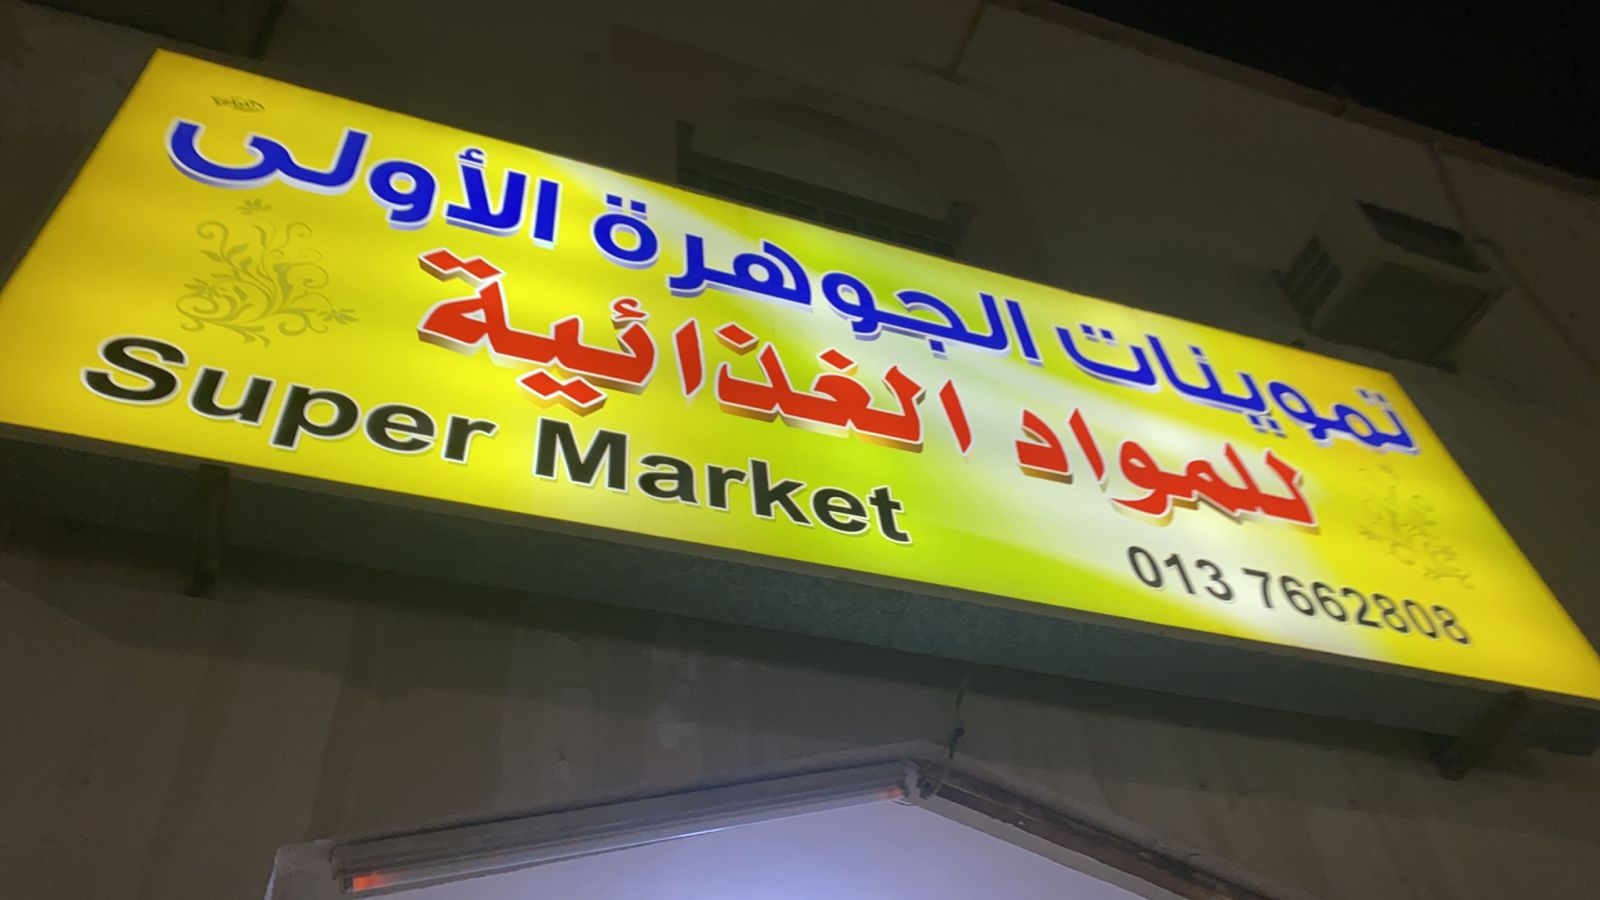 تموينات الجوهرة الأولى
للمواد الغذائية
Super Market
013 7662808